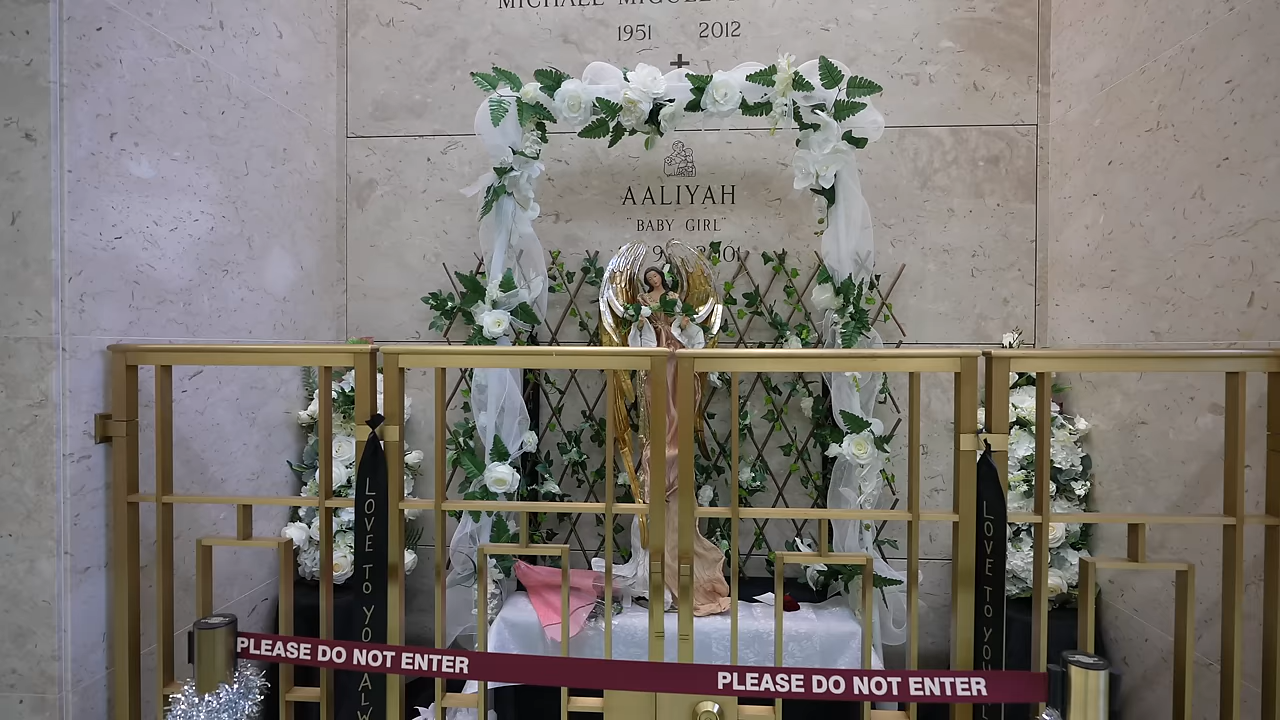 1951 2012
AALIYAH
"BABY GIRL"
LOVE TO YOU ALW
LOVE TO YOU
PLEASE DO NOT ENTER
PLEASE DO NOT ENTER